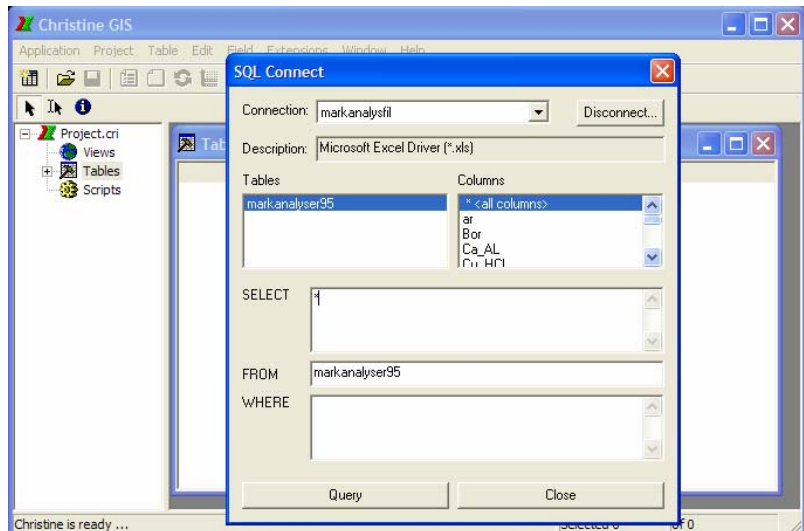 Christine GIS
Application Project Table Edit Field Extensions Window Help
SQL Connect
Connection: markanalysfil Disconnect...
Description: Microsoft Excel Driver (*.xls)
Project.cri
Views
Tables
Scripts
Tab
Tables Columns
markanalyser95 * <all columns>
ar
Bor
Ca_AL
Cu_HCl
SELECT *
FROM markanalyser95
WHERE
Query Close
Christine is ready ... Selected 0 of 0